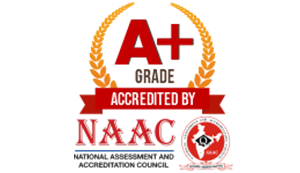 A+
GRADE
ACCREDITED BY
NAAC
NATIONAL ASSESSMENT AND
ACCREDITATION COUNCIL